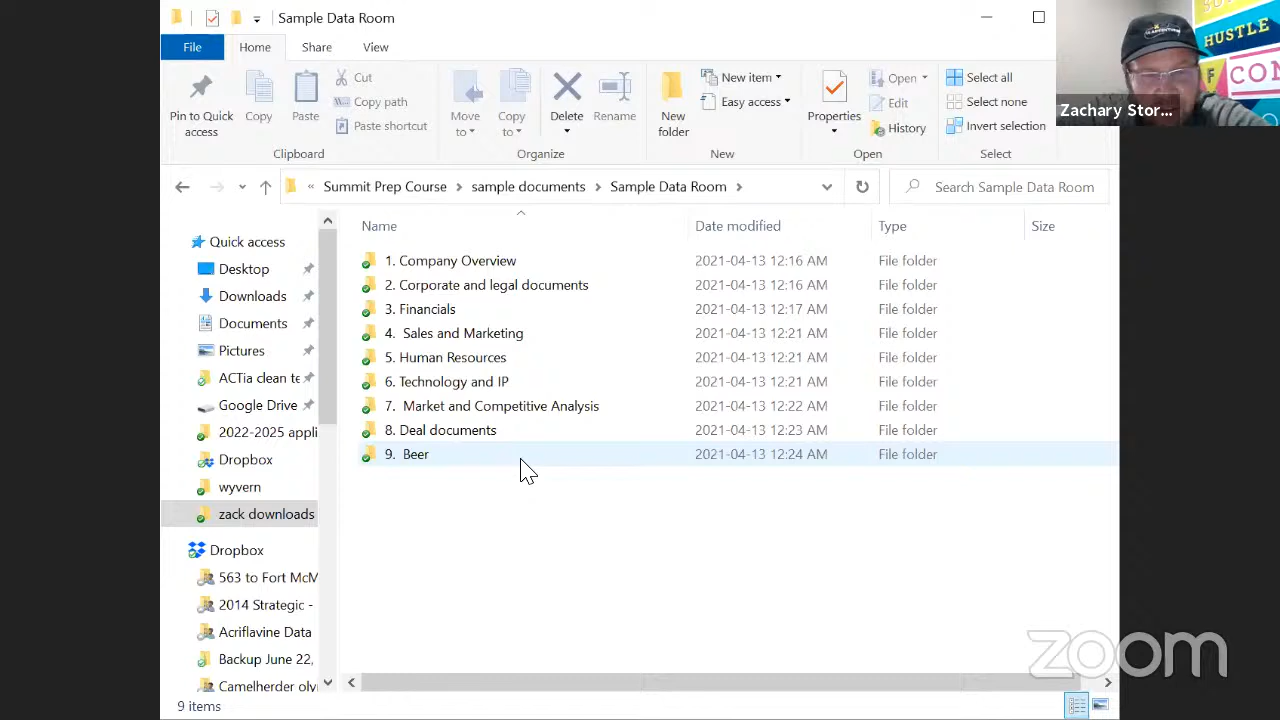 Sample Data Room
File Home Share View
Pin to Quick access
Copy
Paste
Cut
Copy path
Paste shortcut
Clipboard
Move to
Copy to
Delete
Rename
Organize
New folder
New item
Easy access
New
Properties
Open
Edit
History
Open
Select all
Select none
Invert selection
Select
HUSTLE
CON
Zachary Stor...
« Summit Prep Course > sample documents > Sample Data Room >
Search Sample Data Room
Name Date modified Type Size
1. Company Overview 2021-04-13 12:16 AM File folder
2. Corporate and legal documents 2021-04-13 12:16 AM File folder
3. Financials 2021-04-13 12:17 AM File folder
4. Sales and Marketing 2021-04-13 12:21 AM File folder
5. Human Resources 2021-04-13 12:21 AM File folder
6. Technology and IP 2021-04-13 12:21 AM File folder
7. Market and Competitive Analysis 2021-04-13 12:22 AM File folder
8. Deal documents 2021-04-13 12:23 AM File folder
9. Beer 2021-04-13 12:24 AM File folder
Quick access
Desktop
Downloads
Documents
Pictures
ACTia clean te
Google Drive
2022-2025 appli
Dropbox
wyvern
zack downloads
Dropbox
563 to Fort McM
2014 Strategic -
Acriflavine Data
Backup June 22,
Camelherder oly
9 items
zoom